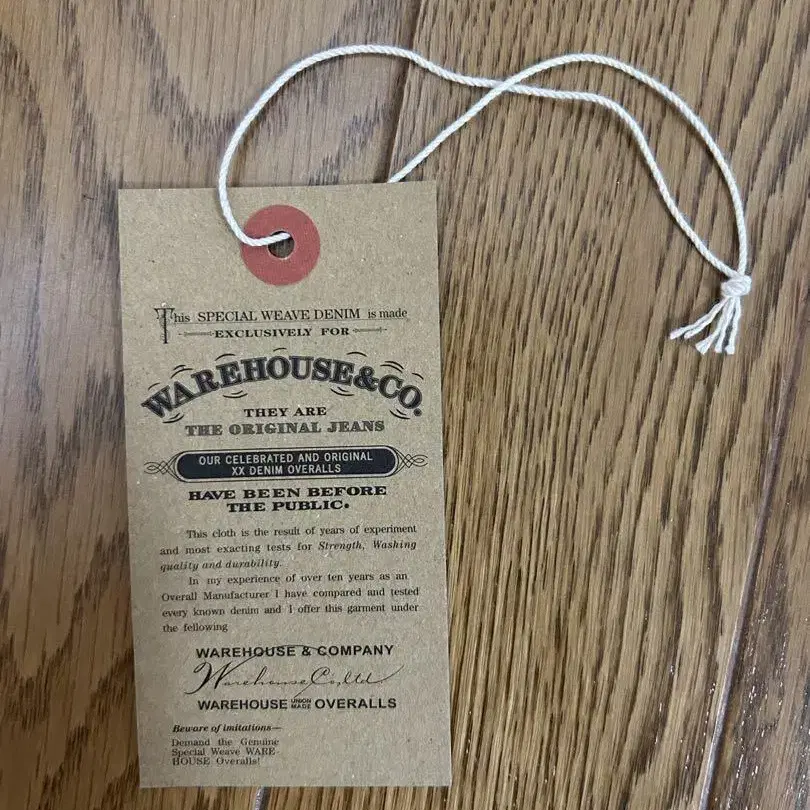 This SPECIAL WEAVE DENIM is made
EXCLUSIVELY FOR
WAREHOUSE&CO.
THEY ARE
THE ORIGINAL JEANS
OUR CELEBRATED AND ORIGINAL
XX DENIM OVERALLS
HAVE BEEN BEFORE
THE PUBLIC.
This cloth is the result of years of experiment
and most exacting tests for Strength, Washing
quality and durability.
In my experience of over ten years as an
Overall Manufacturer I have compared and tested
every known denim and I offer this garment under
the fellowing
WAREHOUSE & COMPANY
Warehouse Co., ltd
WAREHOUSE UNION MADE OVERALLS
Beware of imitations—
Demand the Genuine
Special Weave WARE-
HOUSE Overalls!